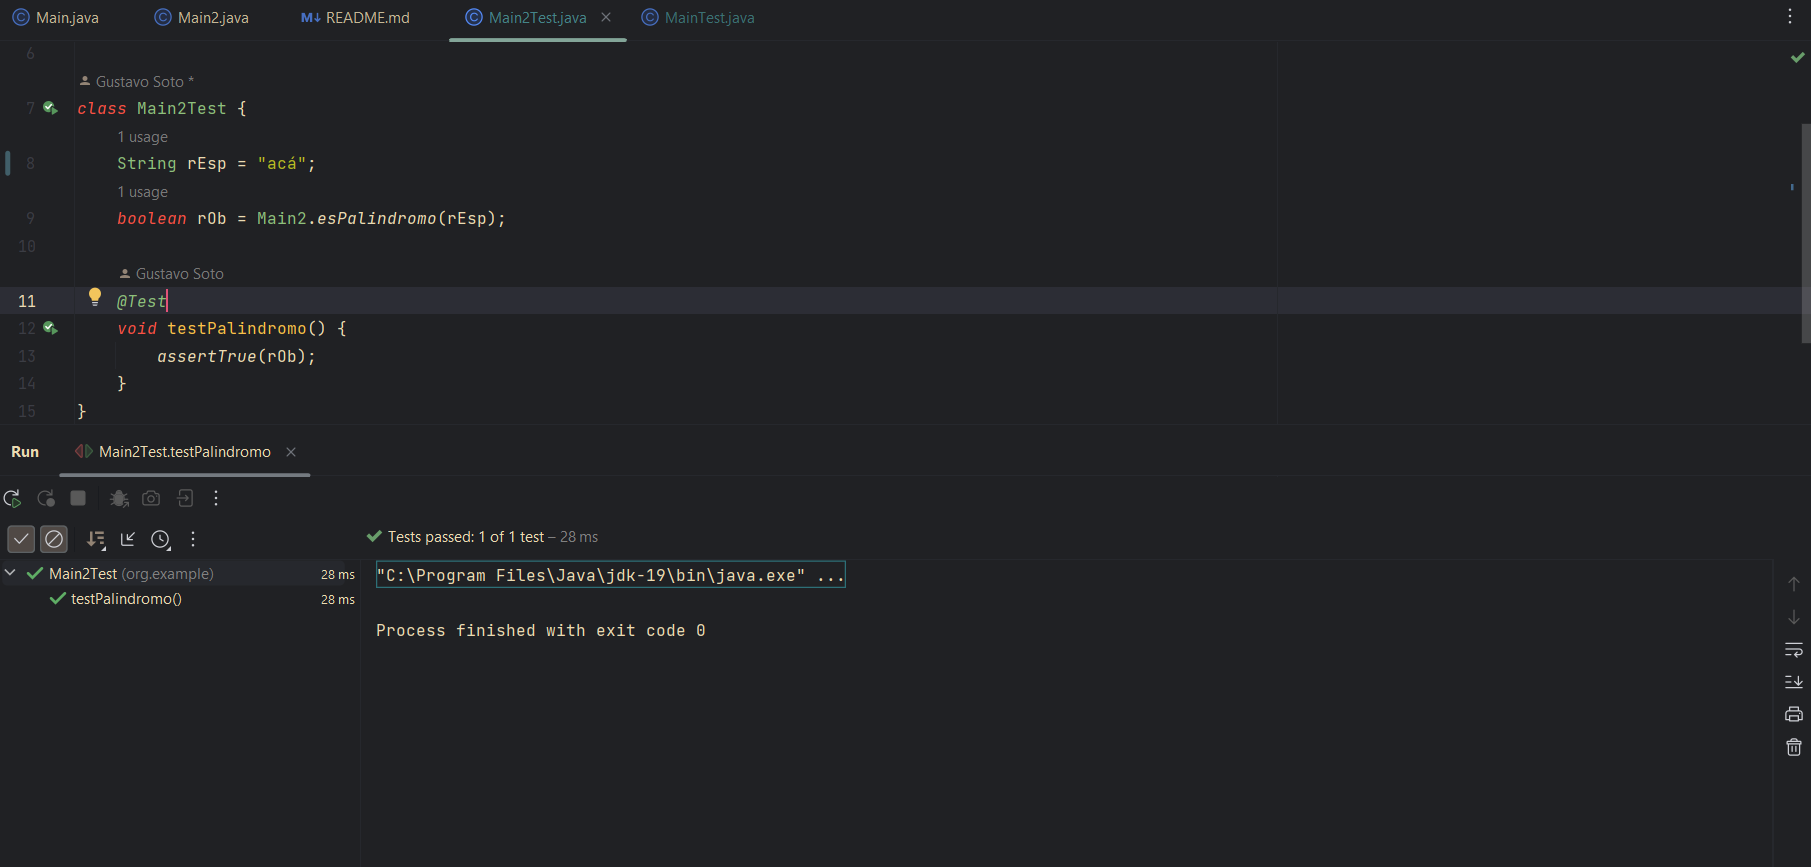 Main.java Main2.java M↓ README.md Main2Test.java MainTest.java
6
Gustavo Soto *
7 class Main2Test {
1 usage
8 String rEsp = "acá";
1 usage
9 boolean rOb = Main2.esPalindromo(rEsp);
10
Gustavo Soto
11 @Test
12 void testPalindromo() {
13 assertTrue(rOb);
14 }
15 }
Run Main2Test.testPalindromo
Tests passed: 1 of 1 test – 28 ms
Main2Test (org.example) 28 ms
"C:\Program Files\Java\jdk-19\bin\java.exe" ...
testPalindromo() 28 ms
Process finished with exit code 0